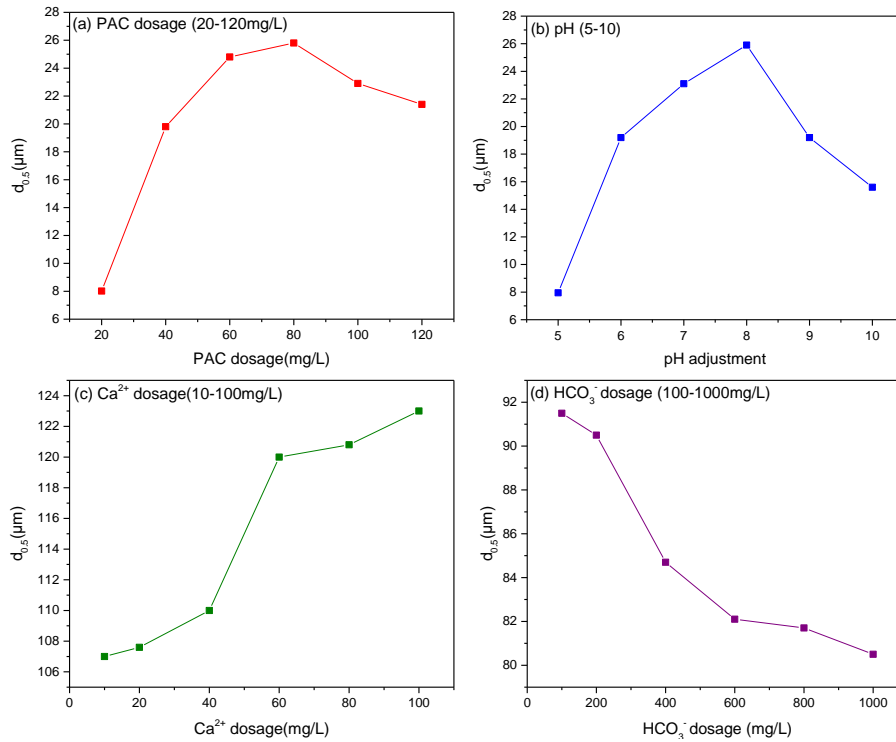 (a) PAC dosage (20-120mg/L)
28
26
24
22
20
18
16
14
12
10
8
6
d0.5(μm)
20 40 60 80 100 120
PAC dosage(mg/L)
(b) pH (5-10)
28
26
24
22
20
18
16
14
12
10
8
6
d0.5(μm)
5 6 7 8 9 10
pH adjustment
(c) Ca2+ dosage(10-100mg/L)
124
122
120
118
116
114
112
110
108
106
d0.5(μm)
0 20 40 60 80 100
Ca2+ dosage(mg/L)
(d) HCO3- dosage (100-1000mg/L)
92
90
88
86
84
82
80
d0.5(μm)
0 200 400 600 800 1000
HCO3- dosage (mg/L)